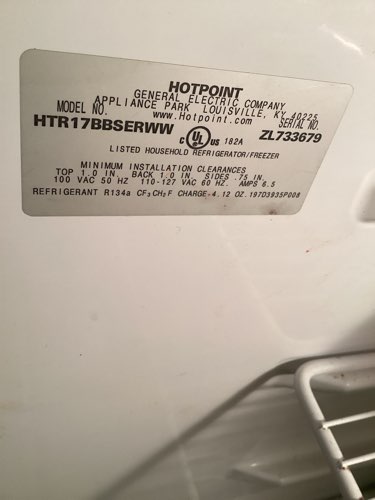 HOTPOINT
GENERAL ELECTRIC COMPANY
APPLIANCE PARK LOUISVILLE, KY 40225
MODEL NO. www.Hotpoint.com SERIAL NO.
HTR17BBSERWW ZL733679
C UL US 182A
LISTED HOUSEHOLD REFRIGERATOR/FREEZER
MINIMUM INSTALLATION CLEARANCES
TOP 1.0 IN. BACK 1.0 IN. SIDES .75 IN.
100 VAC 50 HZ 110-127 VAC 60 HZ. AMPS 6.5
REFRIGERANT R134a CF₃CH₂F CHARGE 4.12 OZ. 197D3935P008